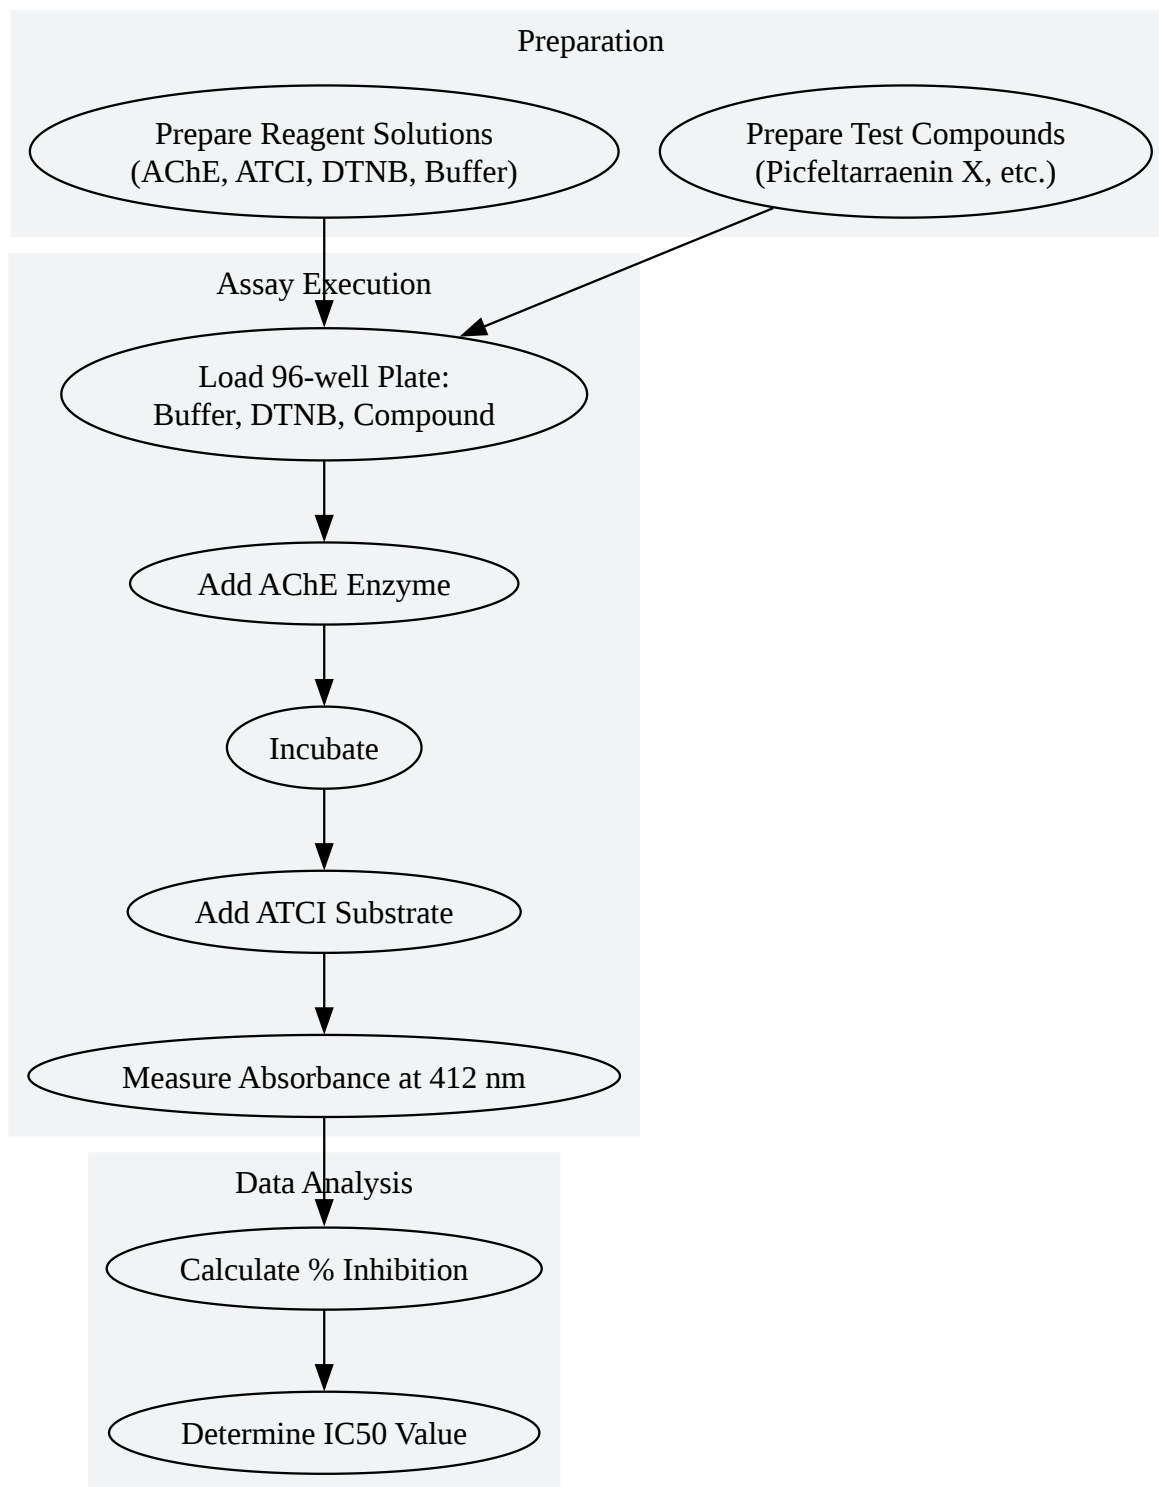 Preparation
Prepare Reagent Solutions
(AChE, ATCI, DTNB, Buffer)
Prepare Test Compounds
(Picfeltarraenin X, etc.)
Assay Execution
Load 96-well Plate:
Buffer, DTNB, Compound
Add AChE Enzyme
Incubate
Add ATCI Substrate
Measure Absorbance at 412 nm
Data Analysis
Calculate % Inhibition
Determine IC50 Value